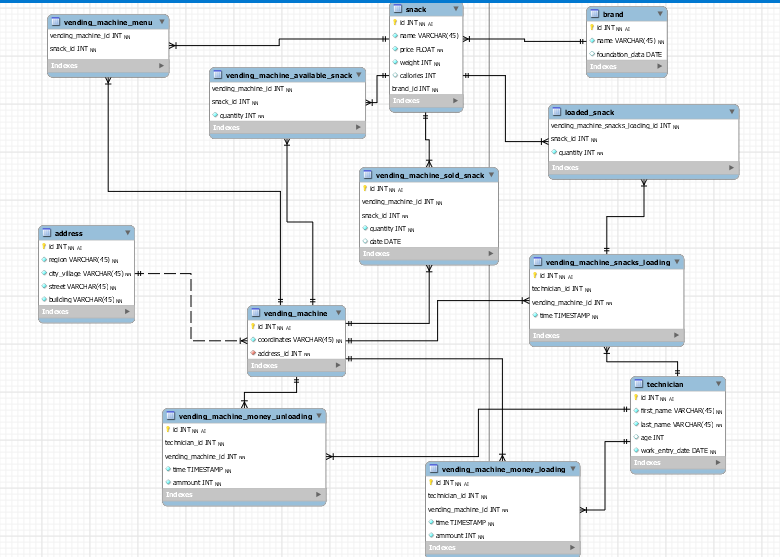 vending_machine_menu
vending_machine_id INT NN
snack_id INT NN
Indexes
snack
id INT NN AI
name VARCHAR(45)
price FLOAT NN
weight INT NN
callories INT
brand_id INT NN
Indexes
brand
id INT NN AI
name VARCHAR(45) NN
foundation_data DATE
Indexes
vending_machine_available_snack
vending_machine_id INT NN
snack_id INT NN
quantity INT NN
Indexes
loaded_snack
vending_machine_snacks_loading_id INT NN
snack_id INT NN
quantity INT NN
Indexes
vending_machine_sold_snack
id INT NN AI
vending_machine_id INT NN
snack_id INT NN
quantity INT NN
date DATE
Indexes
address
id INT NN AI
region VARCHAR(45) NN
city_village VARCHAR(45) NN
street VARCHAR(45) NN
building VARCHAR(45) NN
Indexes
vending_machine_snacks_loading
id INT NN AI
technician_id INT NN
vending_machine_id INT NN
time TIMESTAMP NN
Indexes
vending_machine
id INT NN AI
coordinates VARCHAR(45) NN
address_id INT NN
Indexes
technician
id INT NN AI
first_name VARCHAR(45) NN
last_name VARCHAR(45) NN
age INT
work_entry_date DATE NN
Indexes
vending_machine_money_unloading
id INT NN AI
technician_id INT NN
vending_machine_id INT NN
time TIMESTAMP NN
ammount INT NN
Indexes
vending_machine_money_loading
id INT NN AI
technician_id INT NN
vending_machine_id INT NN
time TIMESTAMP NN
ammount INT NN
Indexes